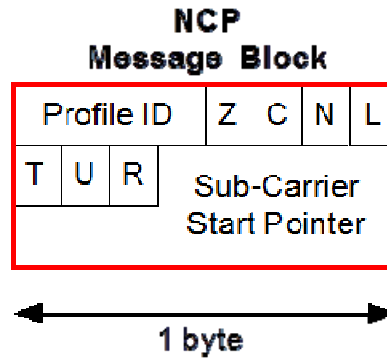 NCP
Message Block
Profile ID Z C N L
T U R
Sub-Carrier
Start Pointer
1 byte